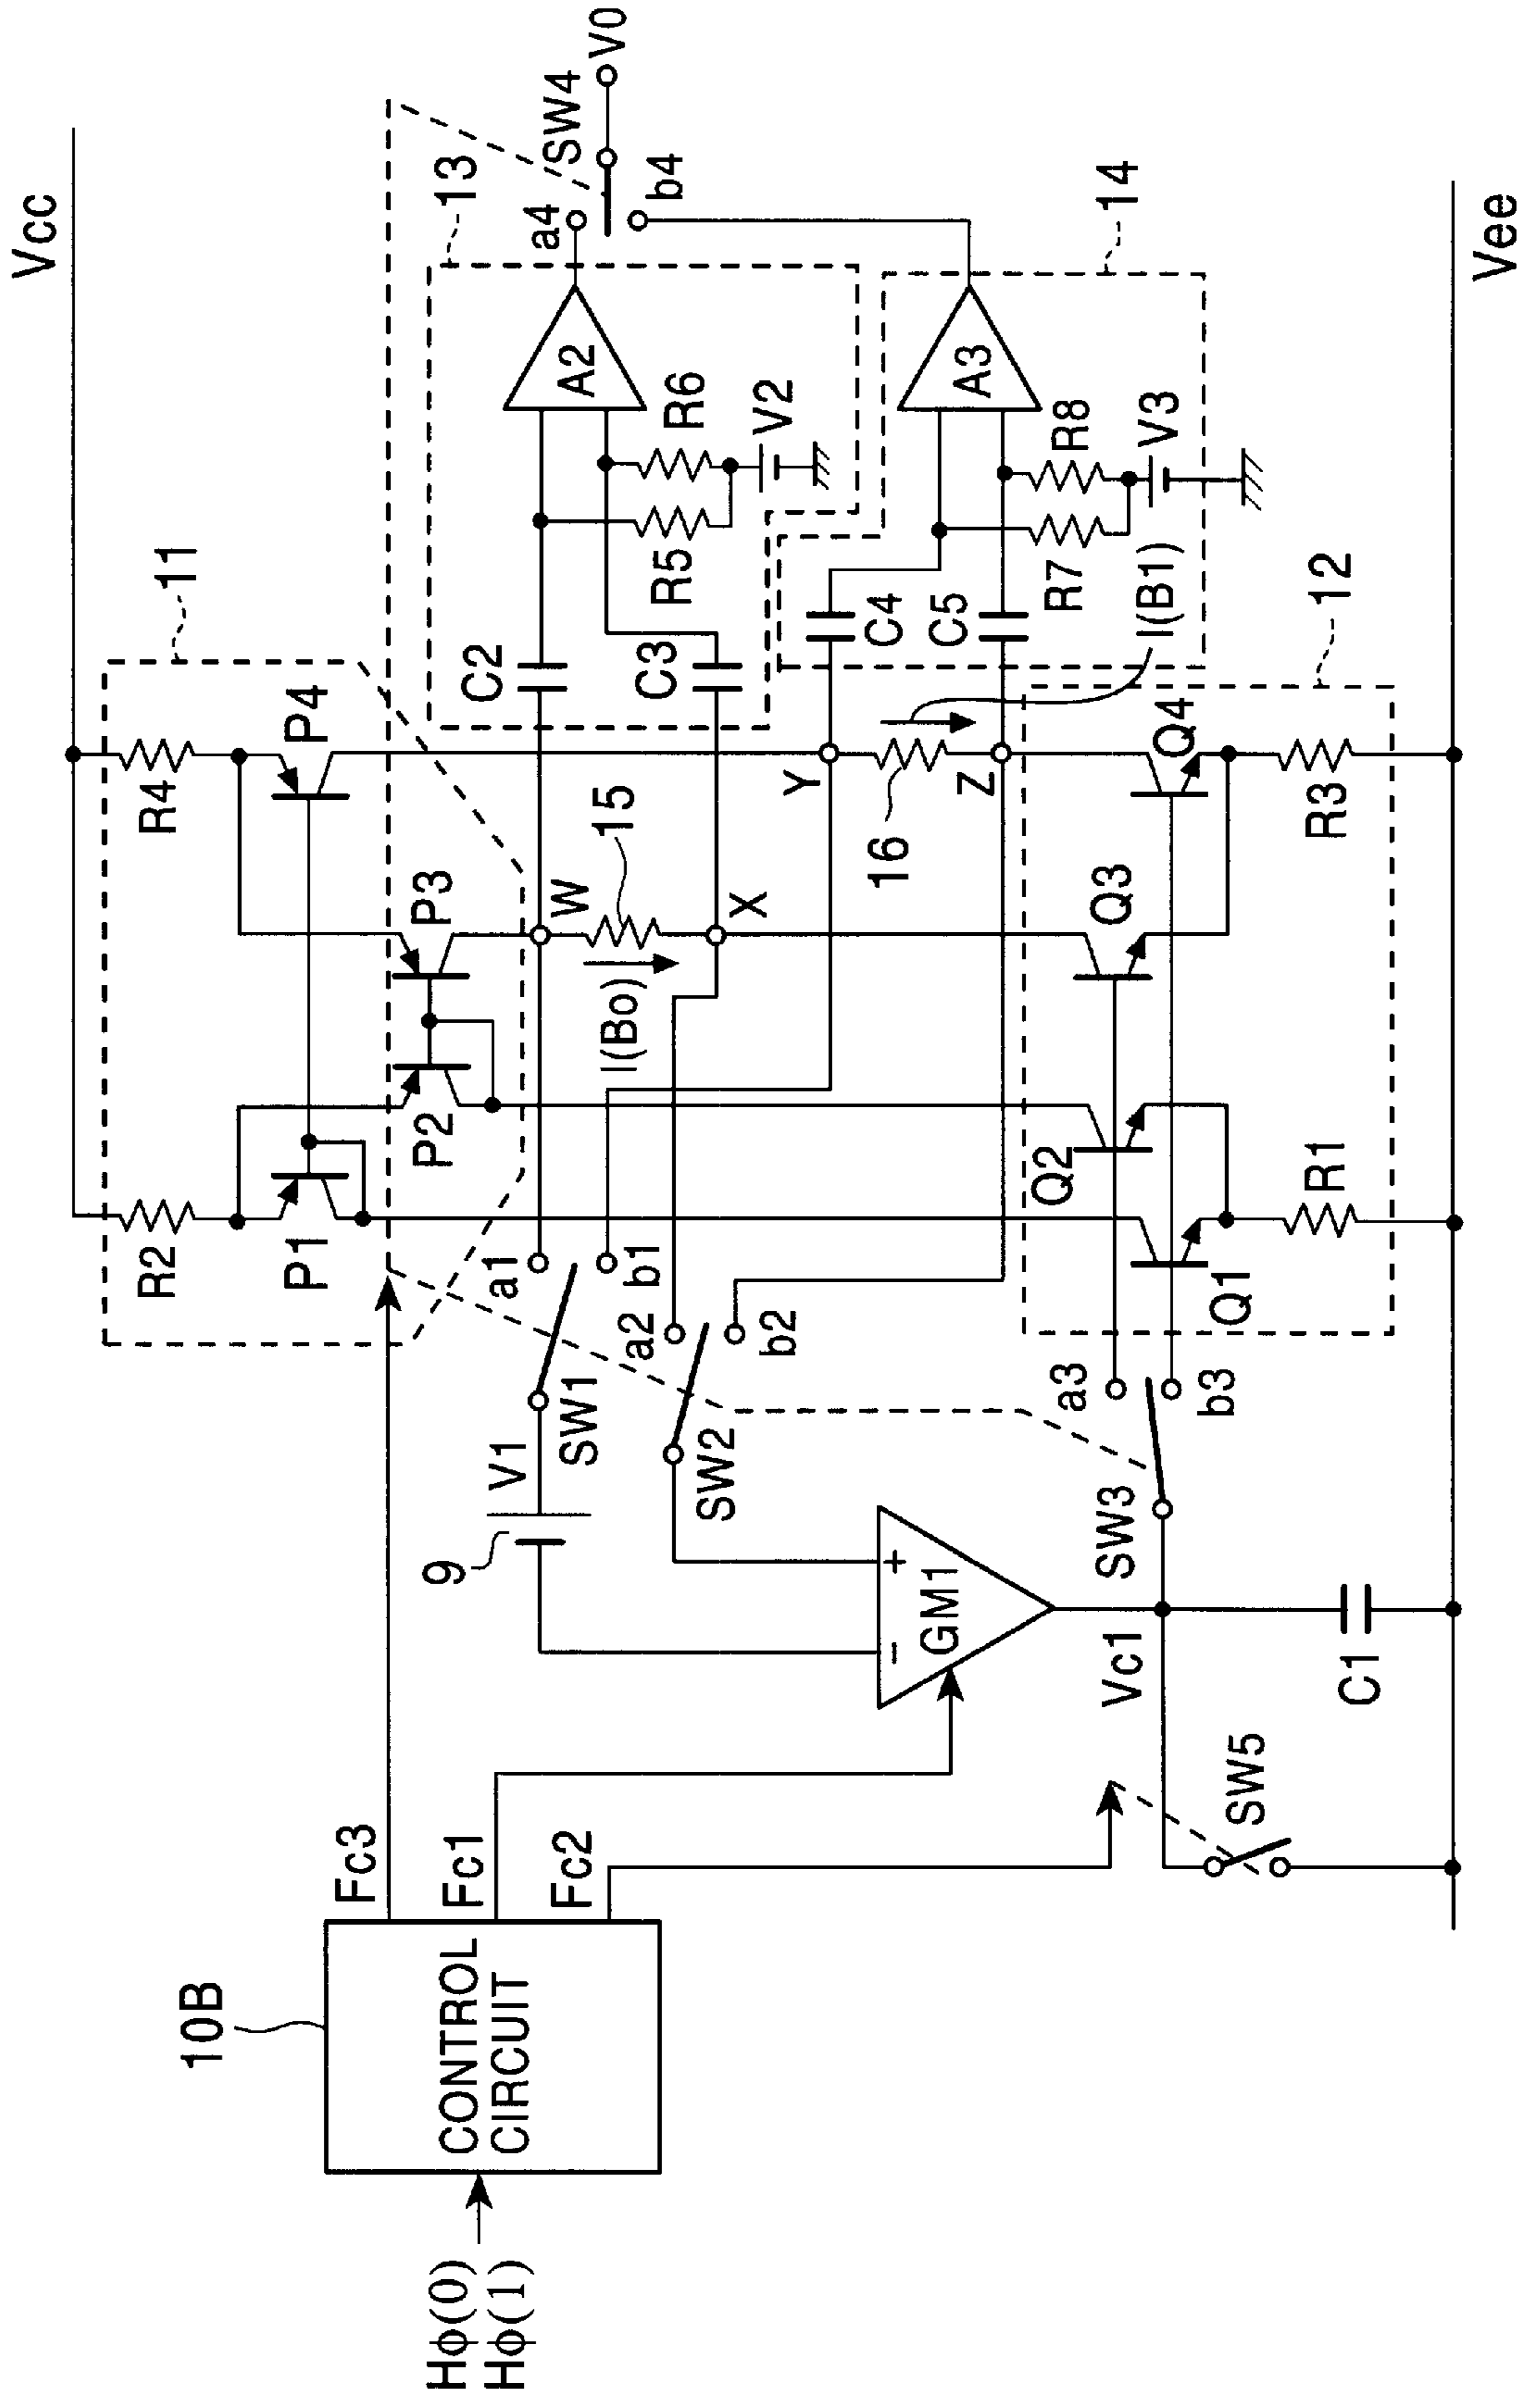 Vcc
11
R4
P4
R2
P1
P3
P2
13
C2
C3
A2
R5
R6
V2
a4
SW4
V0
b4
14
A3
C4
C5
R7
R8
V3
I(B1)
W
15
X
I(Bo)
Y
16
Z
12
Q4
Q3
R3
Q2
Q1
R1
a1
b1
SW1
V1
9
a2
b2
SW2
a3
b3
SW3
-
+
GM1
Vc1
C1
SW5
Vee
Fc3
Fc1
Fc2
10B
CONTROL
CIRCUIT
Hϕ(0)
Hϕ(1)